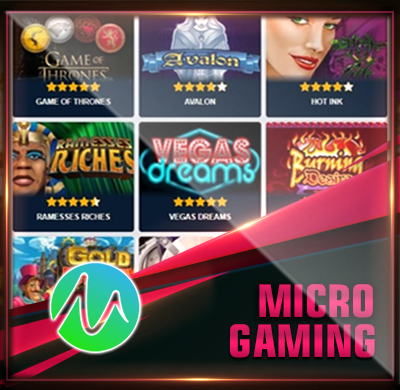 GAME OF
THRONES
Avalon
GAME OF THRONES
AVALON
HOT INK
RAMESSES
RICHES
VEGAS
dreams
Burning
Desire
RAMESSES RICHES
VEGAS DREAMS
GOLD
MICRO
GAMING